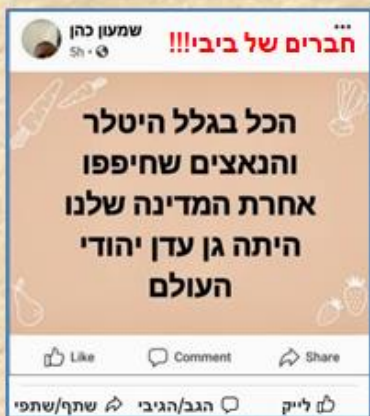 שמעון כהן
5h
חברים של ביבי!!!
הכל בגלל היטלר
והנאצים שחיפפו
אחרת המדינה שלנו
היתה גן עדן יהודי
העולם
Like Comment Share
לייק הגב/הגיבי שתף/שתפי